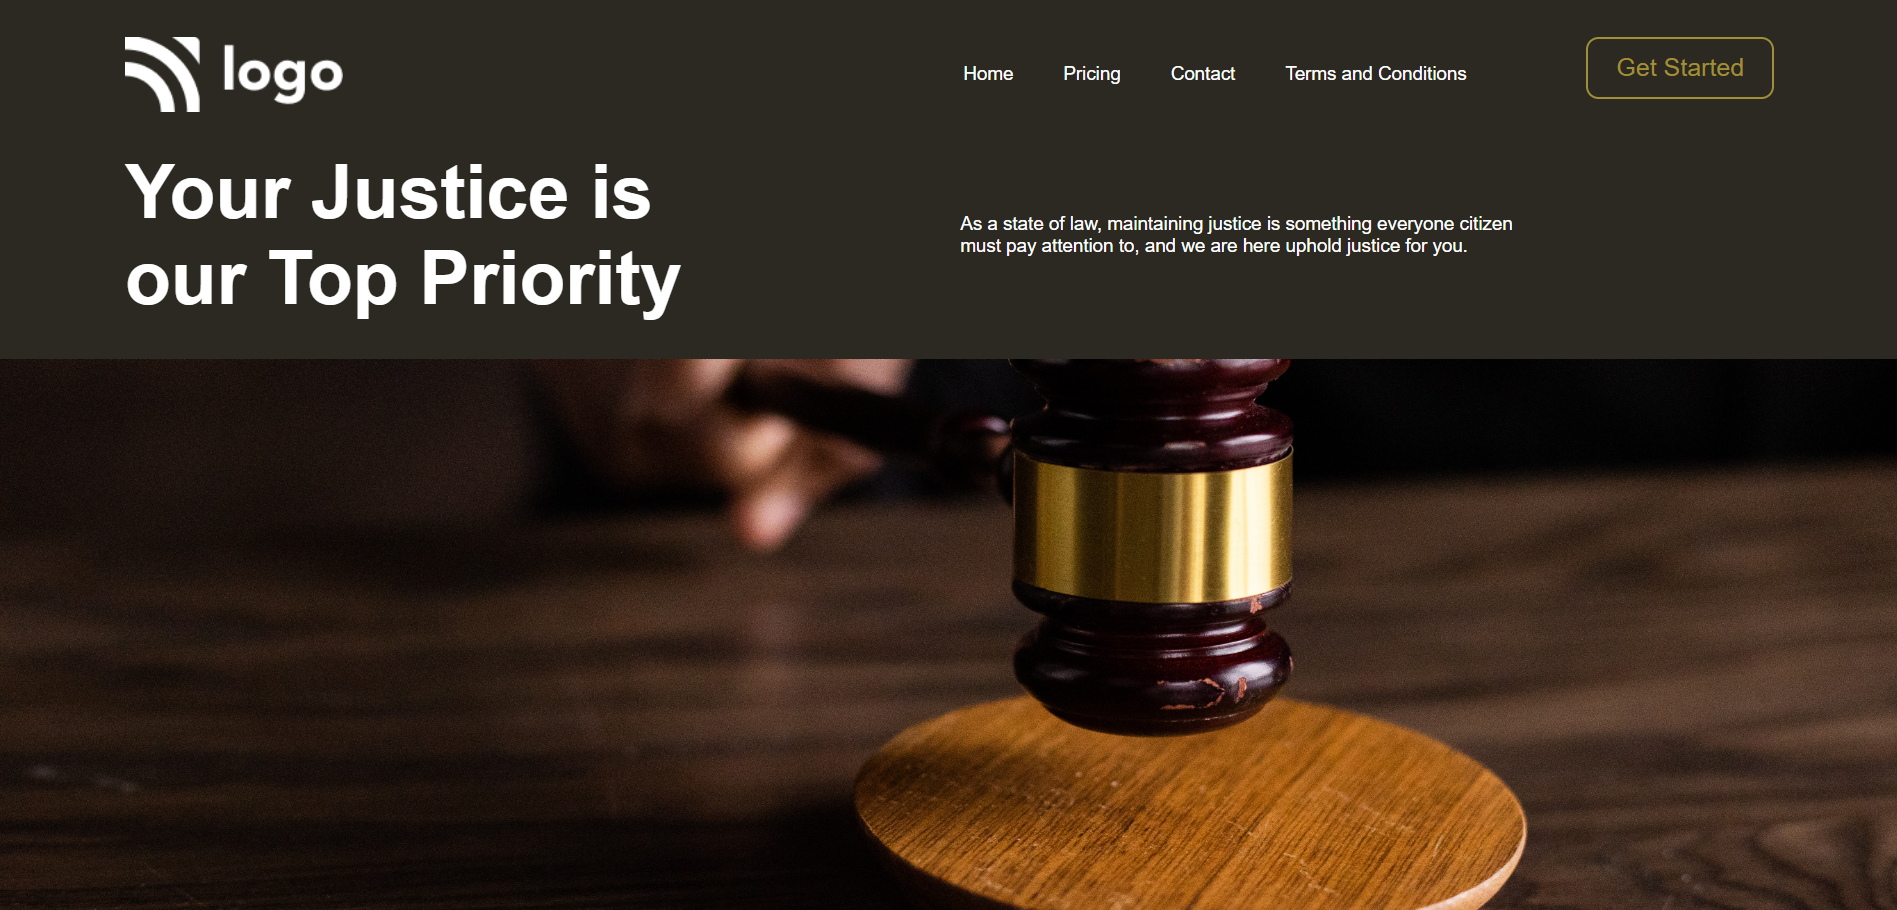 logo
Home Pricing Contact Terms and Conditions Get Started
Your Justice is
our Top Priority
As a state of law, maintaining justice is something everyone citizen
must pay attention to, and we are here uphold justice for you.